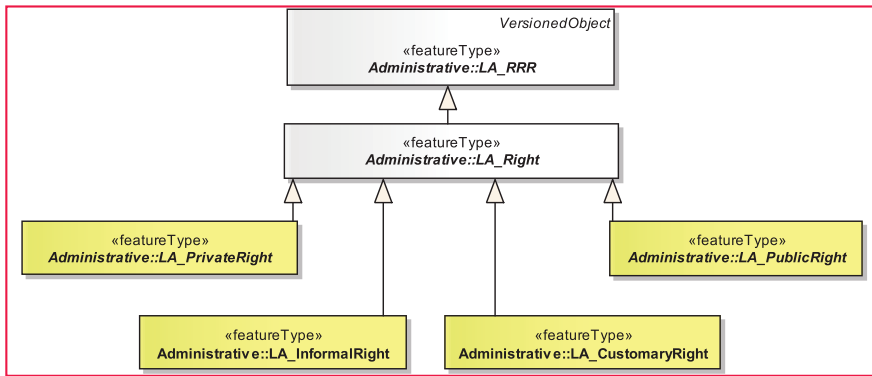 VersionedObject
«featureType»
Administrative::LA_RRR
«featureType»
Administrative::LA_Right
«featureType»
Administrative::LA_PrivateRight
«featureType»
Administrative::LA_PublicRight
«featureType»
Administrative::LA_InformalRight
«featureType»
Administrative::LA_CustomaryRight